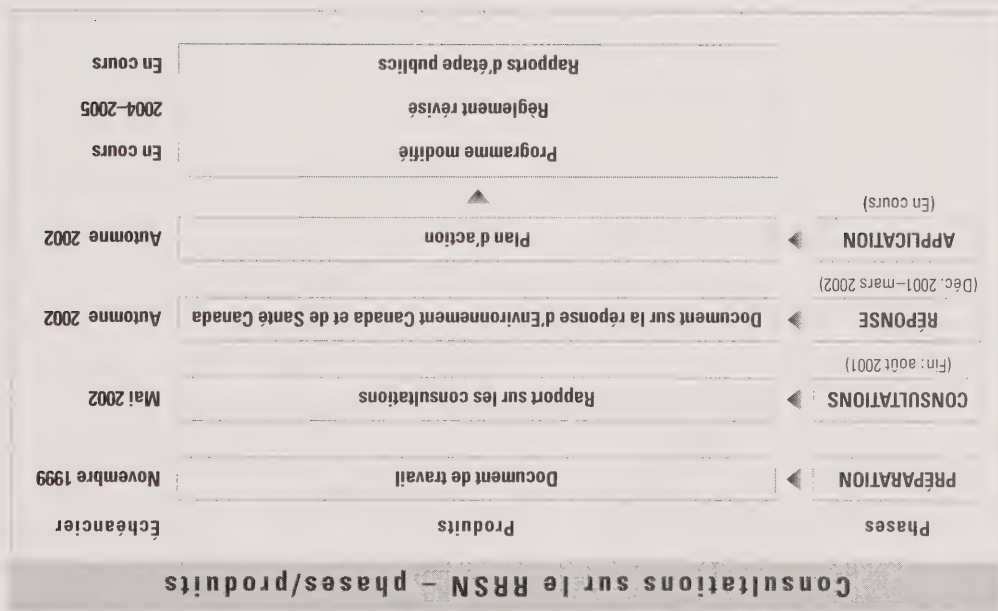 Consultations sur le RRSN – phases/produits
Phases Produits Échéancier
PRÉPARATION Document de travail Novembre 1999
CONSULTATIONS Rapport sur les consultations Mai 2002
(Fin : août 2001)
RÉPONSE Document sur la réponse d'Environnement Canada et de Santé Canada Automne 2002
(Déc. 2001–mars 2002)
APPLICATION Plan d'action Automne 2002
(En cours)
Programme modifié En cours
Règlement révisé 2004–2005
Rapports d'étape publics En cours